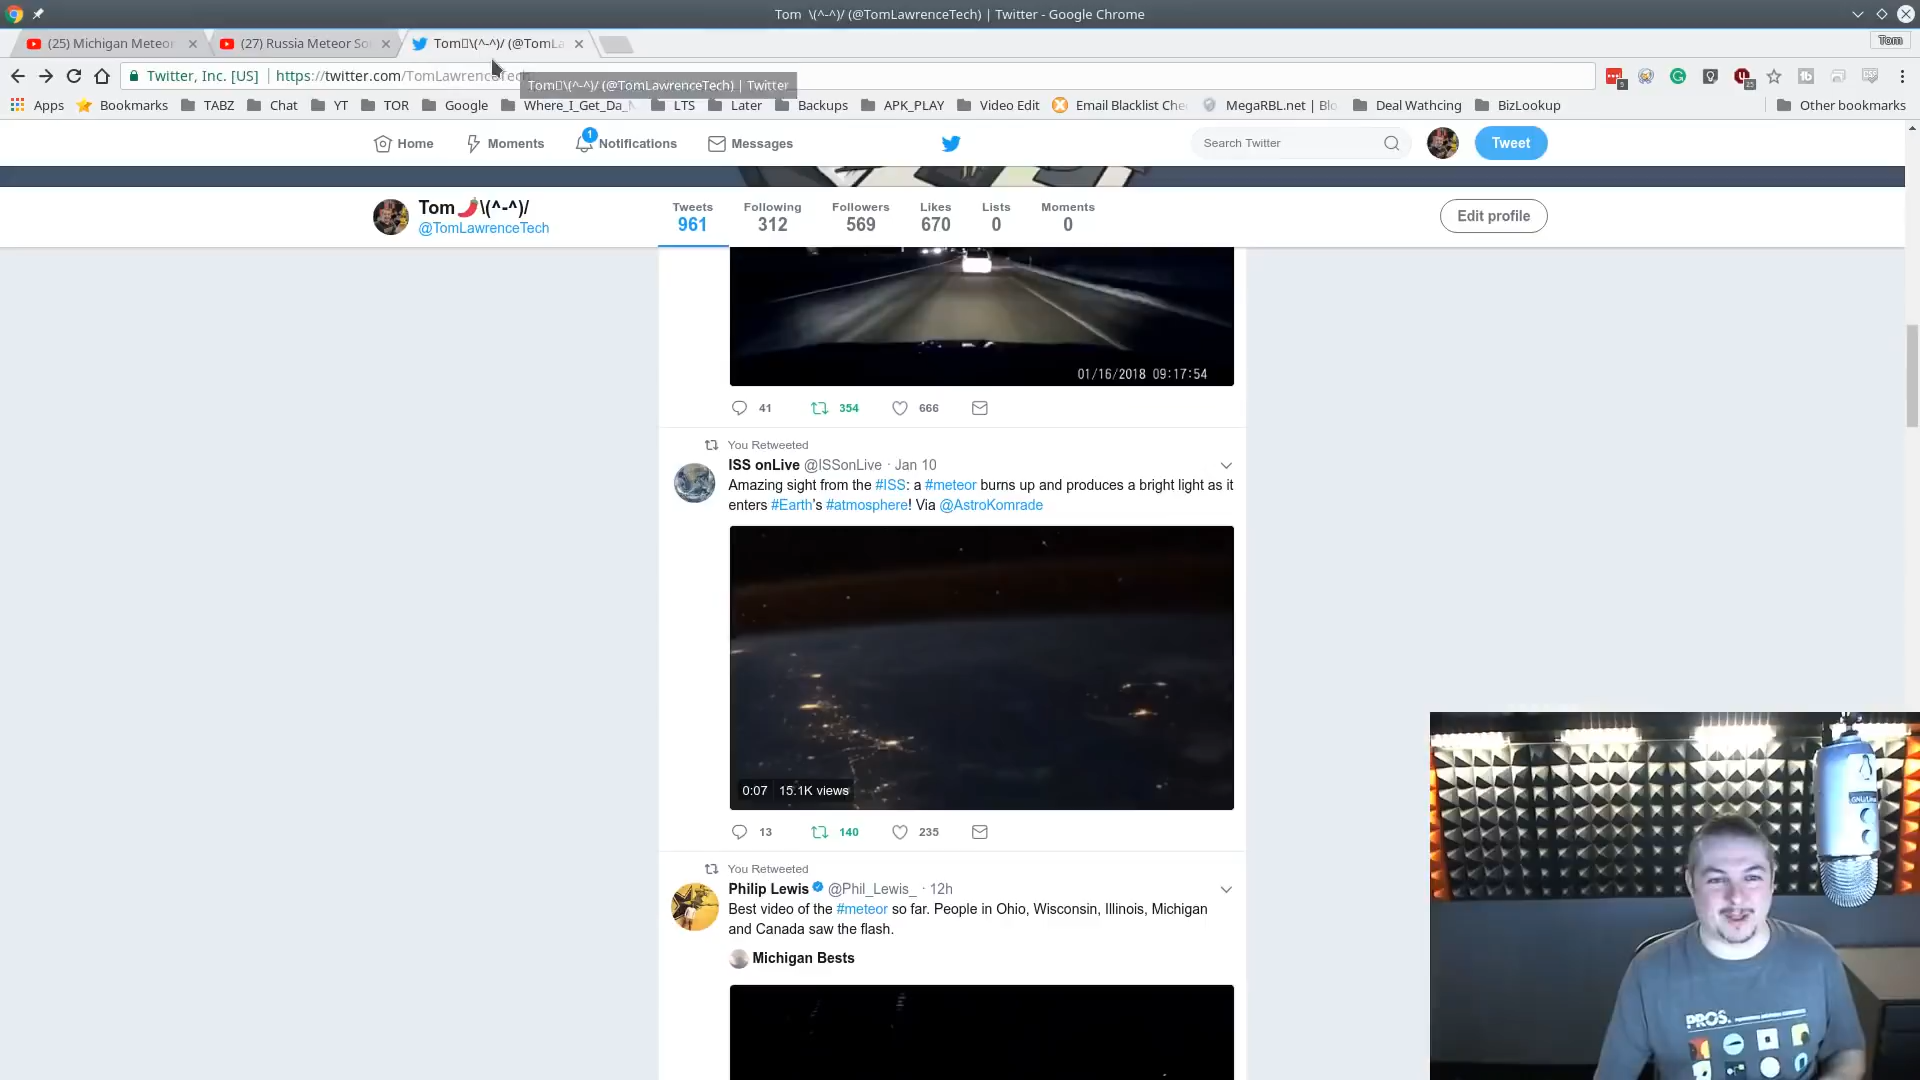 Tom \(^-^)/ (@TomLawrenceTech) | Twitter - Google Chrome
(25) Michigan Meteor
(27) Russia Meteor So
Tom▯\(^-^)/ (@TomLa
Tom
Twitter, Inc. [US]
https://twitter.com/TomLawrenceTech
Tom▯\(^-^)/ (@TomLawrenceTech) | Twitter
9
25
Apps
Bookmarks
TABZ
Chat
YT
TOR
Google
Where_I_Get_Da_
LTS
Later
Backups
APK_PLAY
Video Edit
Email Blacklist Che
MegaRBL.net | Blo
Deal Wathcing
BizLookup
Other bookmarks
Home
Moments
1
Notifications
Messages
Search Twitter
Tweet
Tom🌶️\(^-^)/
@TomLawrenceTech
Tweets
961
Following
312
Followers
569
Likes
670
Lists
0
Moments
0
Edit profile
01/16/2018 09:17:54
41
354
666
You Retweeted
ISS onLive @ISSonLive · Jan 10
Amazing sight from the #ISS: a #meteor burns up and produces a bright light as it
enters #Earth's #atmosphere! Via @AstroKomrade
0:07
15.1K views
13
140
235
You Retweeted
Philip Lewis @Phil_Lewis_ · 12h
Best video of the #meteor so far. People in Ohio, Wisconsin, Illinois, Michigan
and Canada saw the flash.
Michigan Bests
GNU/Linux
PROS.